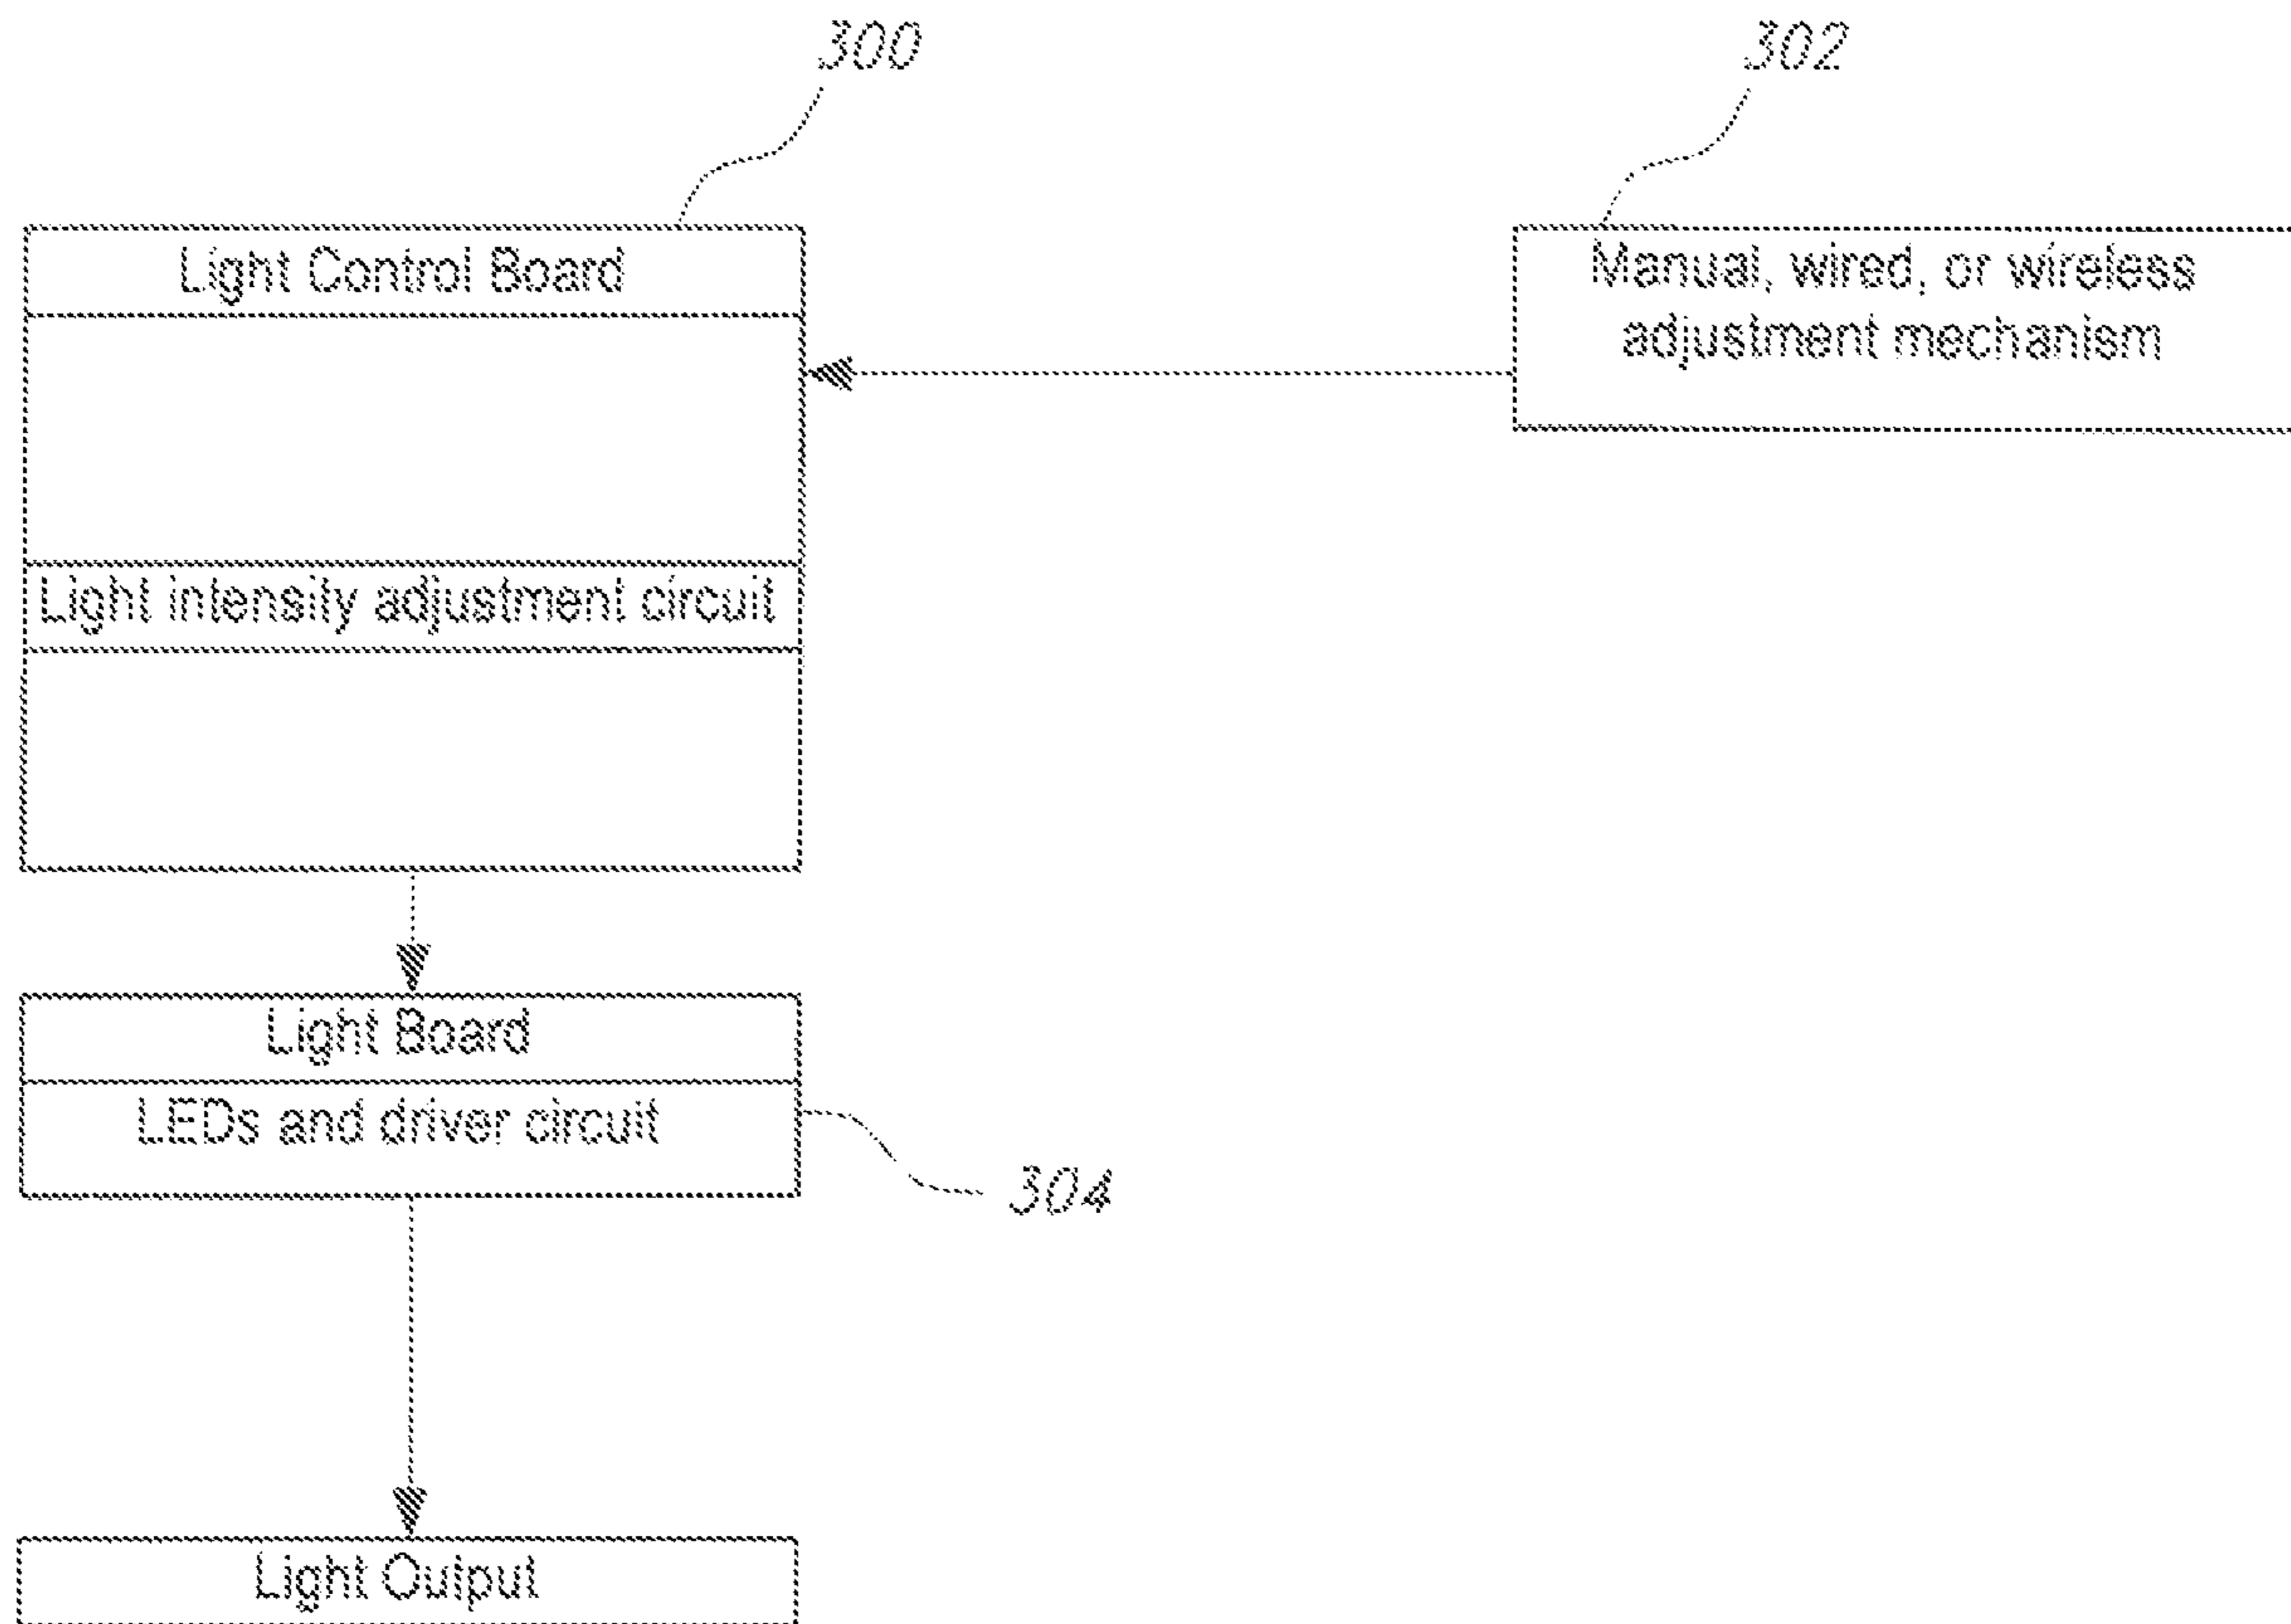 300
302
Light Control Board
Manual, wired, or wireless
adjustment mechanism
Light intensity adjustment circuit
Light Board
LEDs and driver circuit
304
Light Output